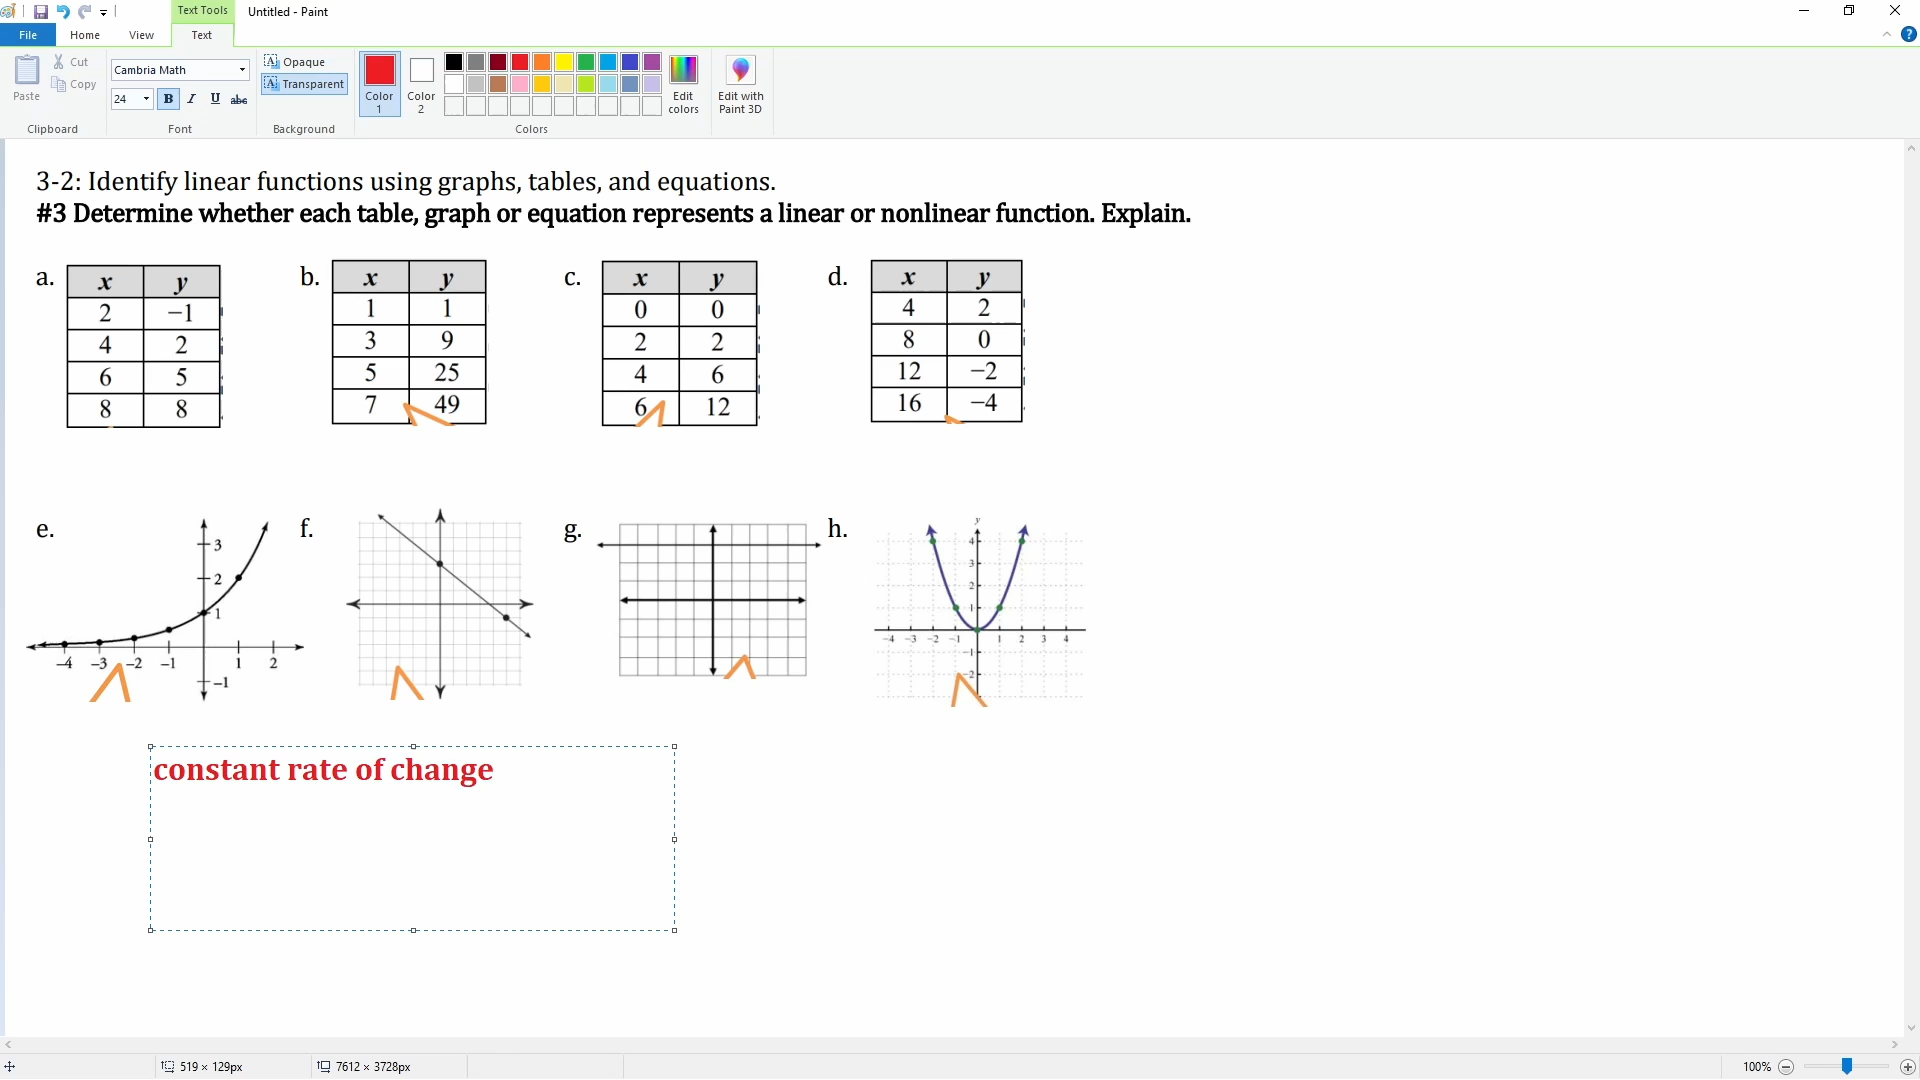 Text Tools
Untitled - Paint
File
Home
View
Text
Paste
Cut
Copy
Clipboard
Cambria Math
24
B I U abc
Font
Opaque
Transparent
Background
Color 1
Color 2
Colors
Edit colors
Edit with Paint 3D
3-2: Identify linear functions using graphs, tables, and equations.
#3 Determine whether each table, graph or equation represents a linear or nonlinear function. Explain.
a.
x y
2 −1
4 2
6 5
8 8
b.
x y
1 1
3 9
5 25
7 49
c.
x y
0 0
2 2
4 6
6 12
d.
x y
4 2
8 0
12 −2
16 −4
e.
3
2
1
−4 −3 −2 −1 1 2
−1
f.
g.
h.
y
4
3
2
1
−4 −3 −2 −1 1 2 3 4
−1
−2
constant rate of change
519 × 129px
7612 × 3728px
100%